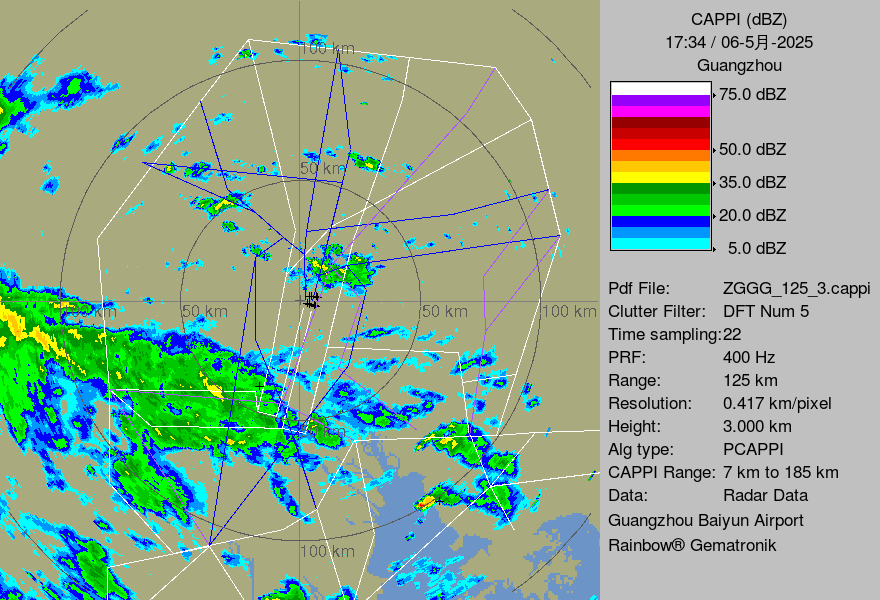 CAPPI (dBZ)
17:34 / 06-5月-2025
Guangzhou
75.0 dBZ
50.0 dBZ
35.0 dBZ
20.0 dBZ
5.0 dBZ
Pdf File: ZGGG_125_3.cappi
Clutter Filter: DFT Num 5
Time sampling:22
PRF: 400 Hz
Range: 125 km
Resolution: 0.417 km/pixel
Height: 3.000 km
Alg type: PCAPPI
CAPPI Range: 7 km to 185 km
Data: Radar Data
Guangzhou Baiyun Airport
Rainbow® Gematronik
100 km
50 km
50 km
50 km
100 km
100 km